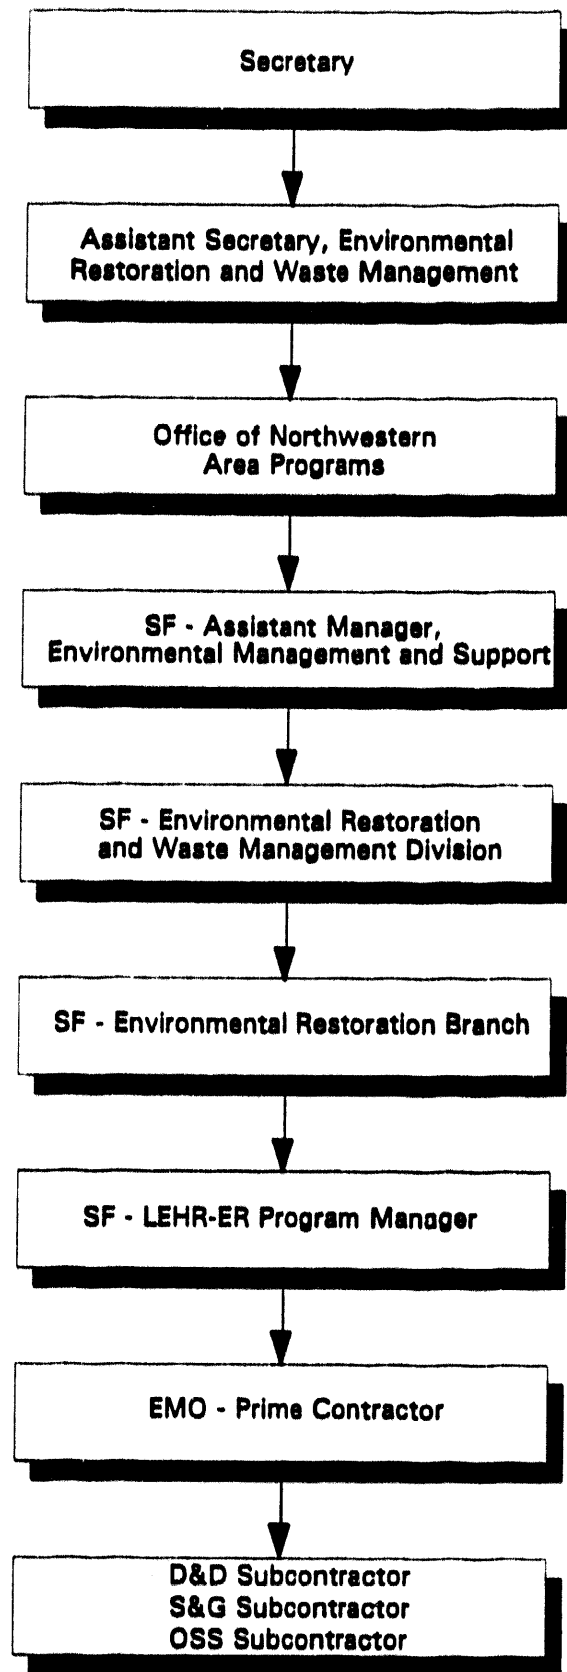 Secretary
Assistant Secretary, Environmental
Restoration and Waste Management
Office of Northwestern
Area Programs
SF - Assistant Manager,
Environmental Management and Support
SF - Environmental Restoration
and Waste Management Division
SF - Environmental Restoration Branch
SF - LEHR-ER Program Manager
EMO - Prime Contractor
D&D Subcontractor
S&G Subcontractor
OSS Subcontractor